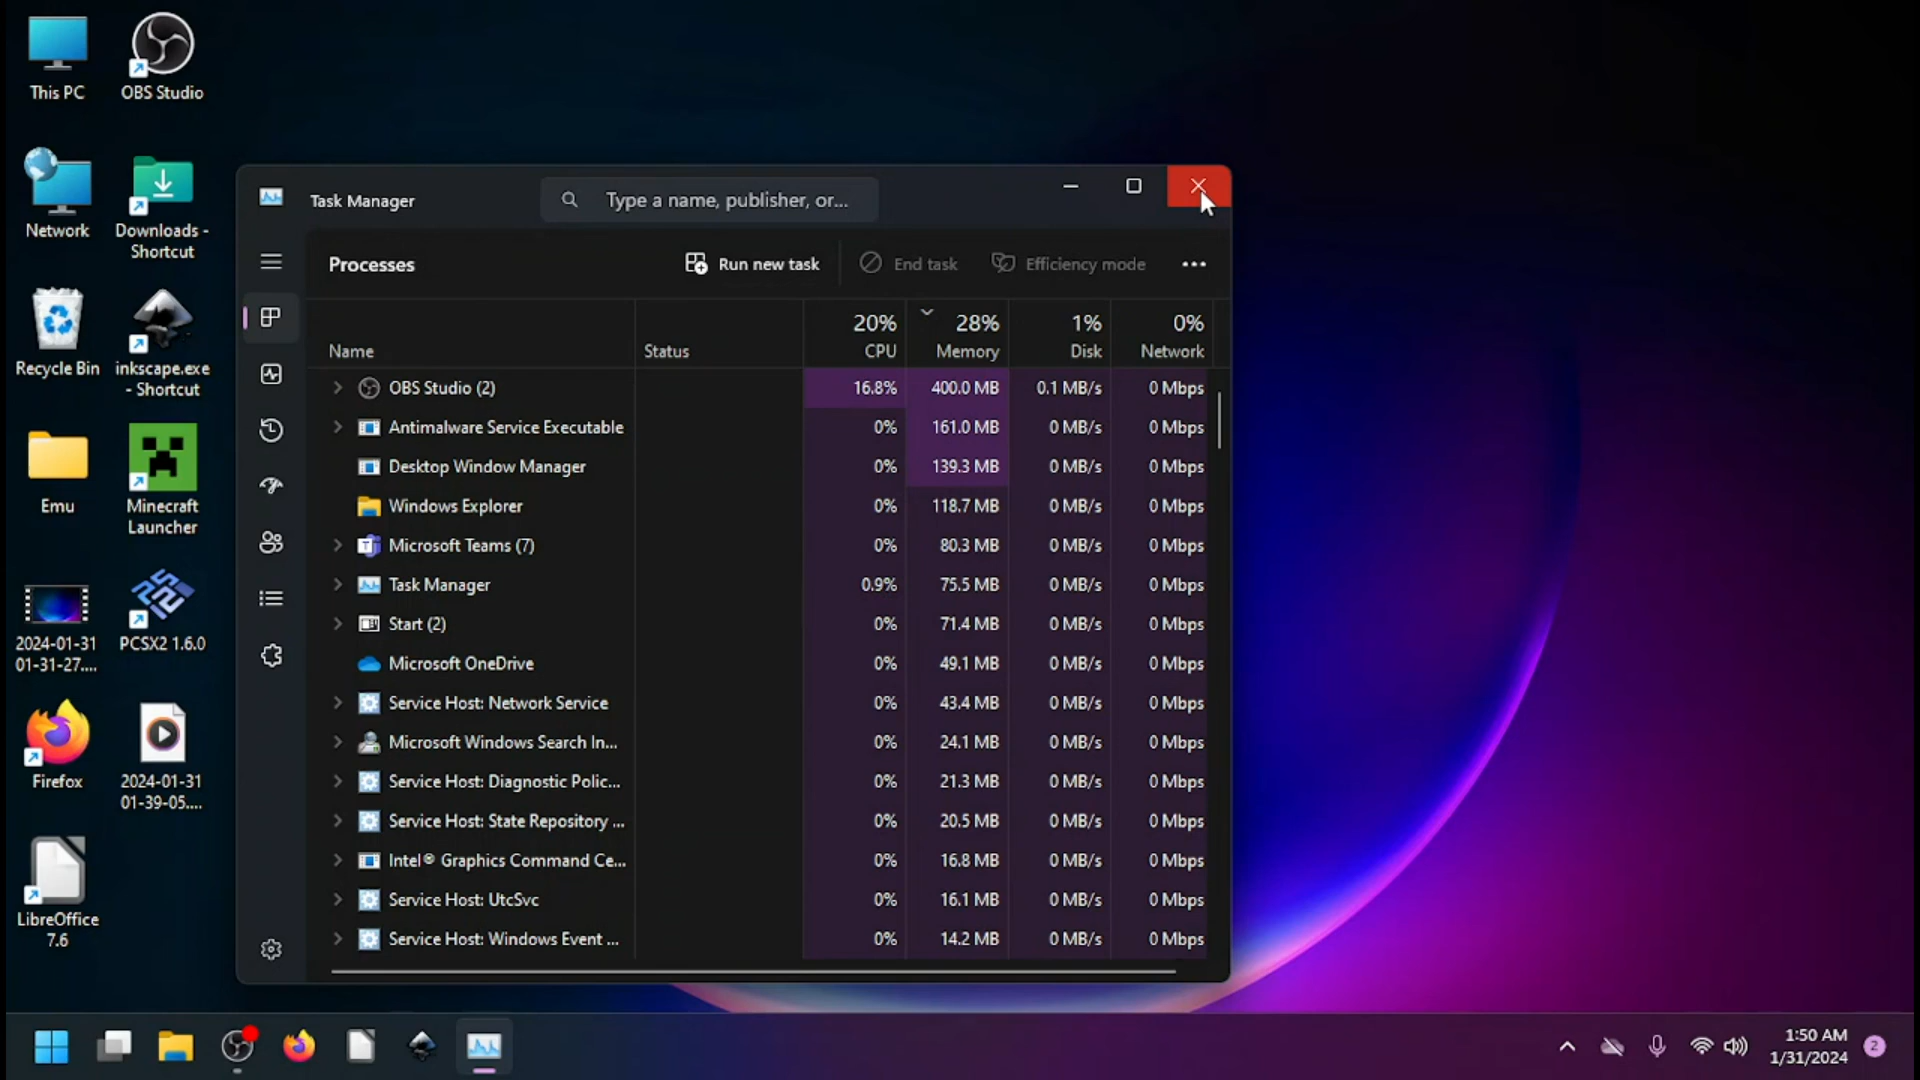 This PC
OBS Studio
Network
Downloads -
Shortcut
Recycle Bin
inkscape.exe
- Shortcut
Emu
Minecraft
Launcher
2024-01-31
01-31-27....
PCSX2 1.6.0
Firefox
2024-01-31
01-39-05....
LibreOffice
7.6
Task Manager
Type a name, publisher, or...
Processes
Run new task
End task
Efficiency mode
20% 28% 1% 0%
Name Status CPU Memory Disk Network
OBS Studio (2) 16.8% 400.0 MB 0.1 MB/s 0 Mbps
Antimalware Service Executable 0% 161.0 MB 0 MB/s 0 Mbps
Desktop Window Manager 0% 139.3 MB 0 MB/s 0 Mbps
Windows Explorer 0% 118.7 MB 0 MB/s 0 Mbps
Microsoft Teams (7) 0% 80.3 MB 0 MB/s 0 Mbps
Task Manager 0.9% 75.5 MB 0 MB/s 0 Mbps
Start (2) 0% 71.4 MB 0 MB/s 0 Mbps
Microsoft OneDrive 0% 49.1 MB 0 MB/s 0 Mbps
Service Host: Network Service 0% 43.4 MB 0 MB/s 0 Mbps
Microsoft Windows Search In... 0% 24.1 MB 0 MB/s 0 Mbps
Service Host: Diagnostic Polic... 0% 21.3 MB 0 MB/s 0 Mbps
Service Host: State Repository ... 0% 20.5 MB 0 MB/s 0 Mbps
Intel® Graphics Command Ce... 0% 16.8 MB 0 MB/s 0 Mbps
Service Host: UtcSvc 0% 16.1 MB 0 MB/s 0 Mbps
Service Host: Windows Event ... 0% 14.2 MB 0 MB/s 0 Mbps
1:50 AM
1/31/2024
2